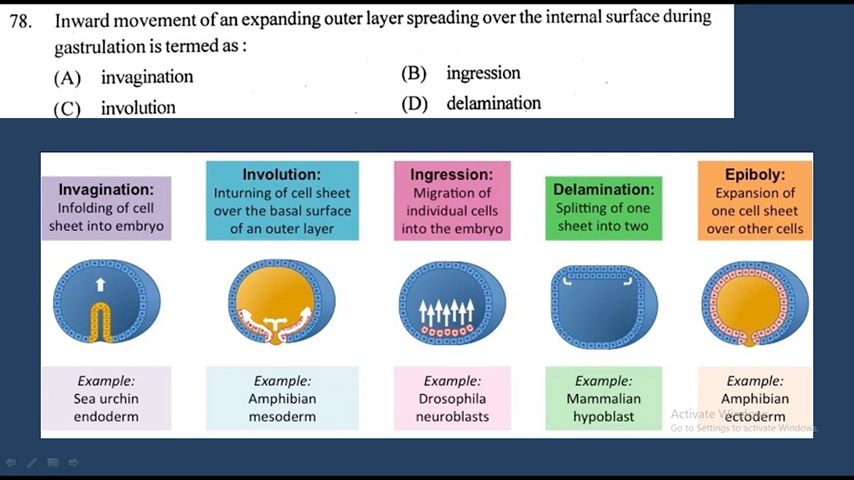 78. Inward movement of an expanding outer layer spreading over the internal surface during
gastrulation is termed as :
(A) invagination
(B) ingression
(C) involution
(D) delamination
Invagination:
Infolding of cell
sheet into embryo
Involution:
Inturning of cell sheet
over the basal surface
of an outer layer
Ingression:
Migration of
individual cells
into the embryo
Delamination:
Splitting of one
sheet into two
Epiboly:
Expansion of
one cell sheet
over other cells
Example:
Sea urchin
endoderm
Example:
Amphibian
mesoderm
Example:
Drosophila
neuroblasts
Example:
Mammalian
hypoblast
Example:
Amphibian
ectoderm
Activate Windows
Go to Settings to activate Windows.